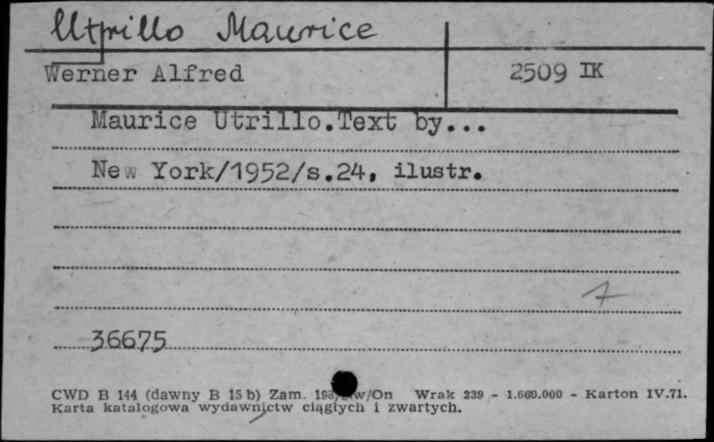 Utrillo Maurice
Werner Alfred 2509 IK
Maurice Utrillo.Text by...
New York/1952/s.24, ilustr.
7
36675
CWD B 144 (dawny B 15 b) Zam. /On Wrak 239 - 1.660.000 - Karton IV.71.
Karta katalogowa wydawnictw ciągłych i zwartych.